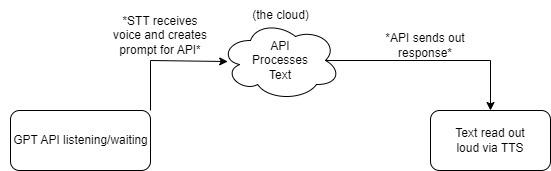 *STT receives
voice and creates
prompt for API*
(the cloud)
API
Processes
Text
*API sends out
response*
GPT API listening/waiting
Text read out
loud via TTS